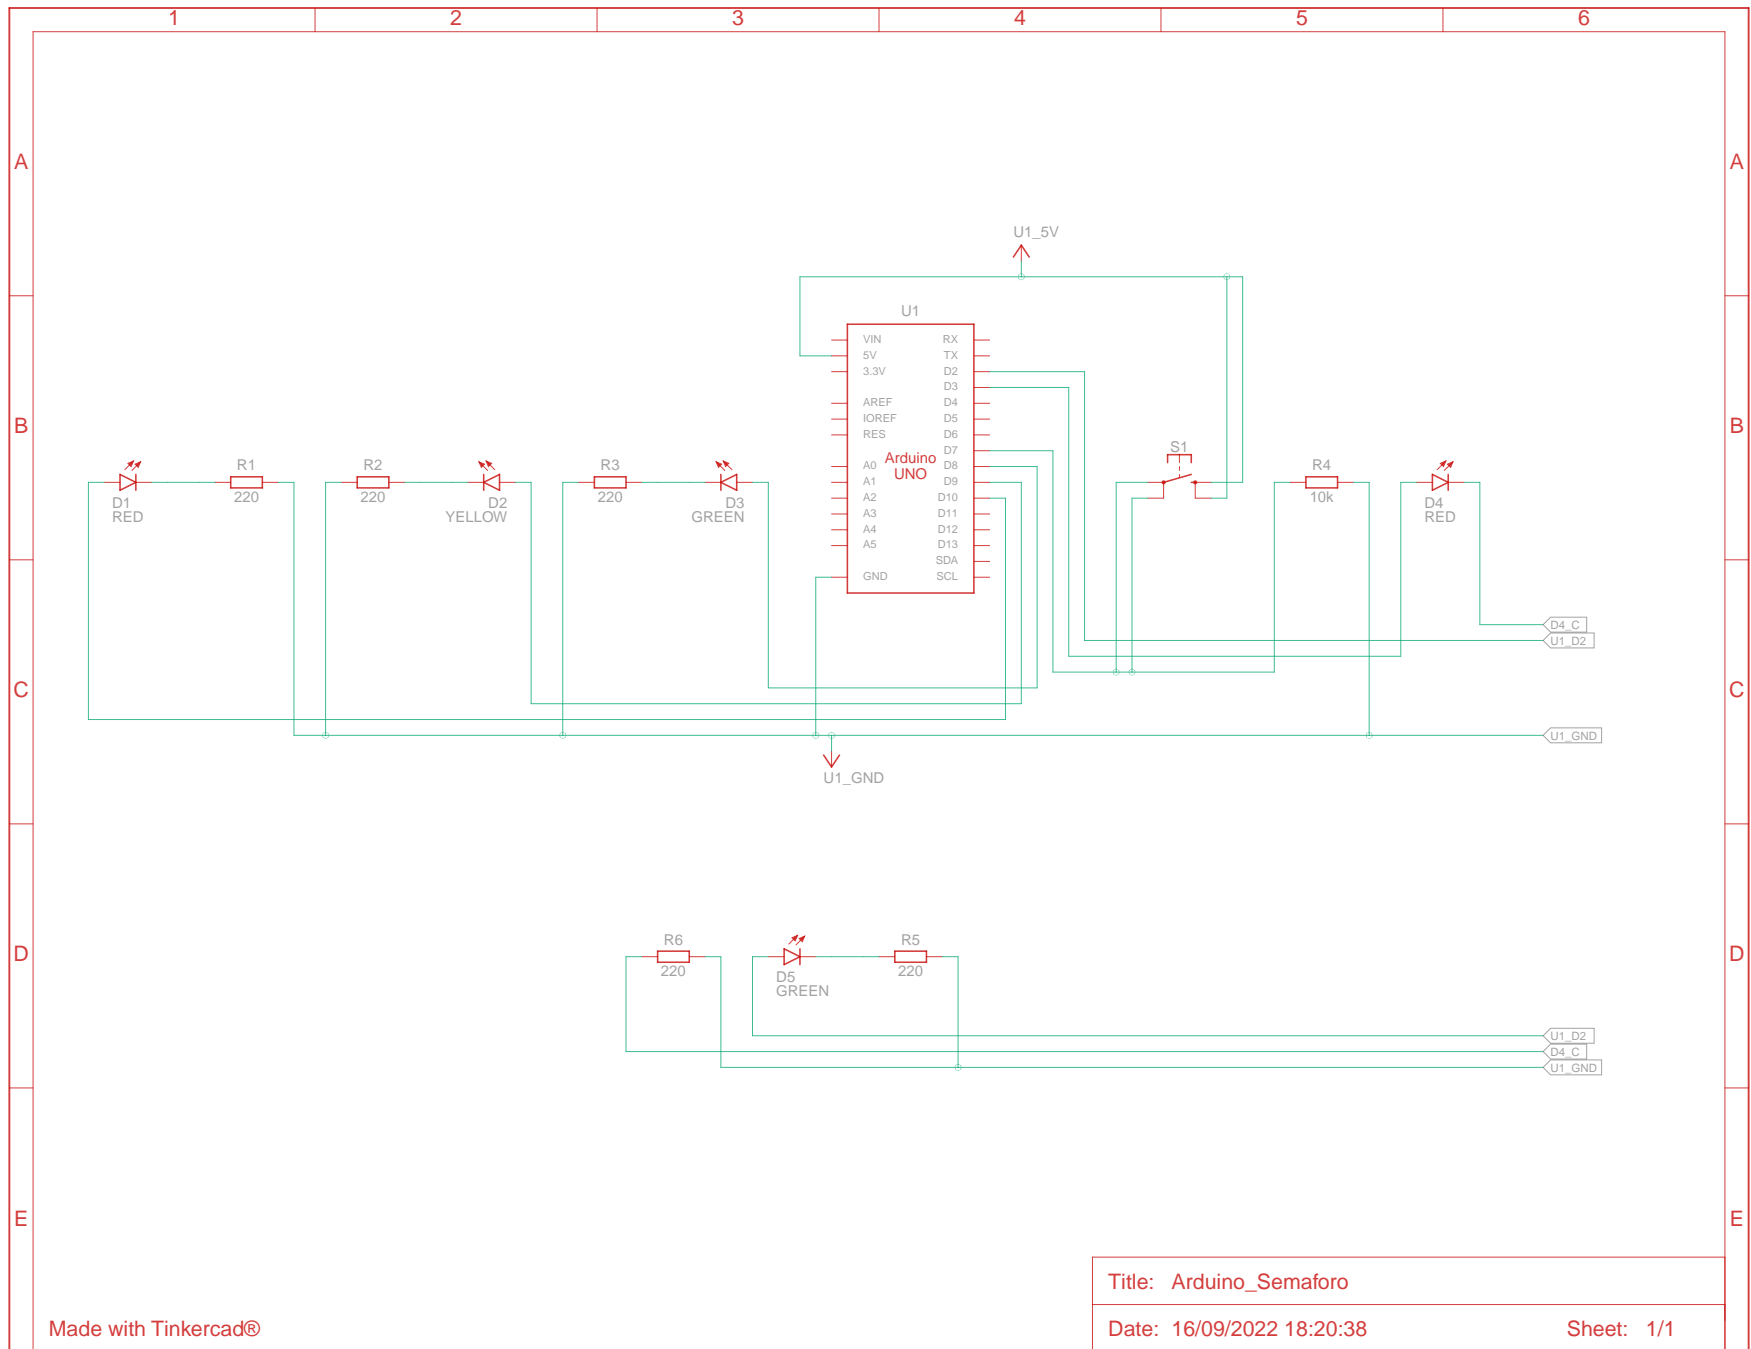 1 2 3 4 5 6
A A
U1_5V
U1
VIN RX
5V TX
3.3V D2
D3
AREF D4
IOREF D5
RES D6
D7
A0 D8
A1 D9
A2 D10
A3 D11
A4 D12
A5 D13
SDA
GND SCL
Arduino
UNO
B B
R1
220
D1
RED
R2
220
D2
YELLOW
R3
220
D3
GREEN
S1
R4
10k
D4
RED
D4_C
U1_D2
C C
U1_GND
U1_GND
D D
R6
220
D5
GREEN
R5
220
U1_D2
D4_C
U1_GND
E E
Title: Arduino_Semaforo
Made with Tinkercad®
Date: 16/09/2022 18:20:38 Sheet: 1/1